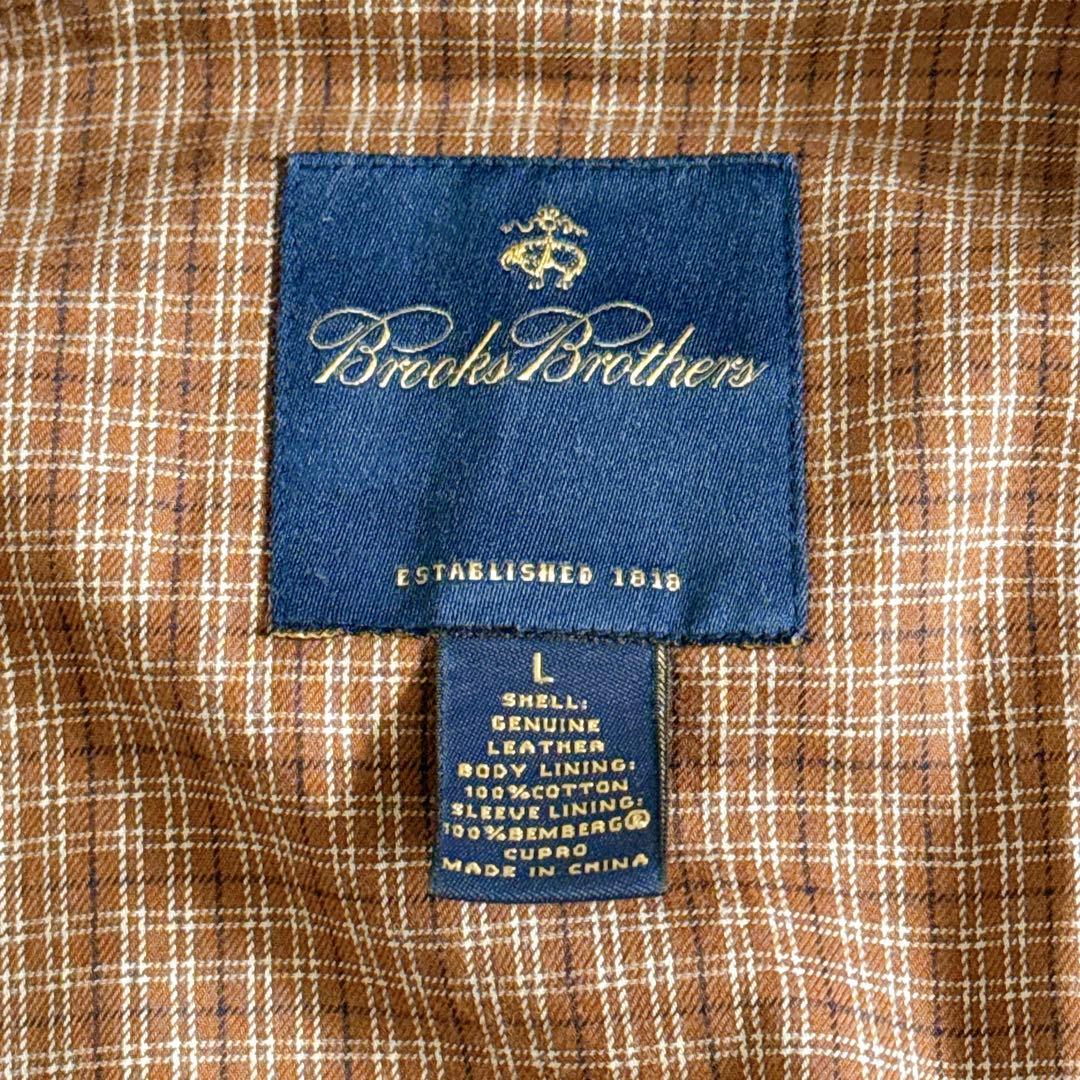 Brooks Brothers
ESTABLISHED 1818
L
SHELL:
GENUINE
LEATHER
BODY LINING:
100%COTTON
SLEEVE LINING:
100%BEMBERG®
CUPRO
MADE IN CHINA